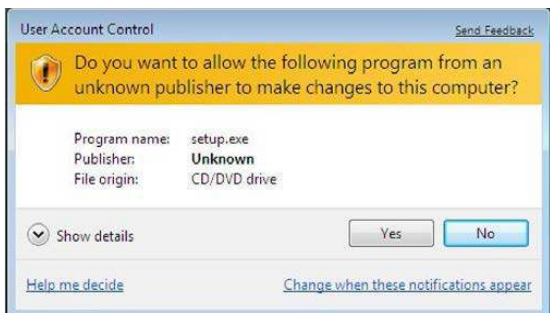 User Account Control
Send Feedback
Do you want to allow the following program from an
unknown publisher to make changes to this computer?
Program name: setup.exe
Publisher: Unknown
File origin: CD/DVD drive
Show details
Yes
No
Help me decide
Change when these notifications appear